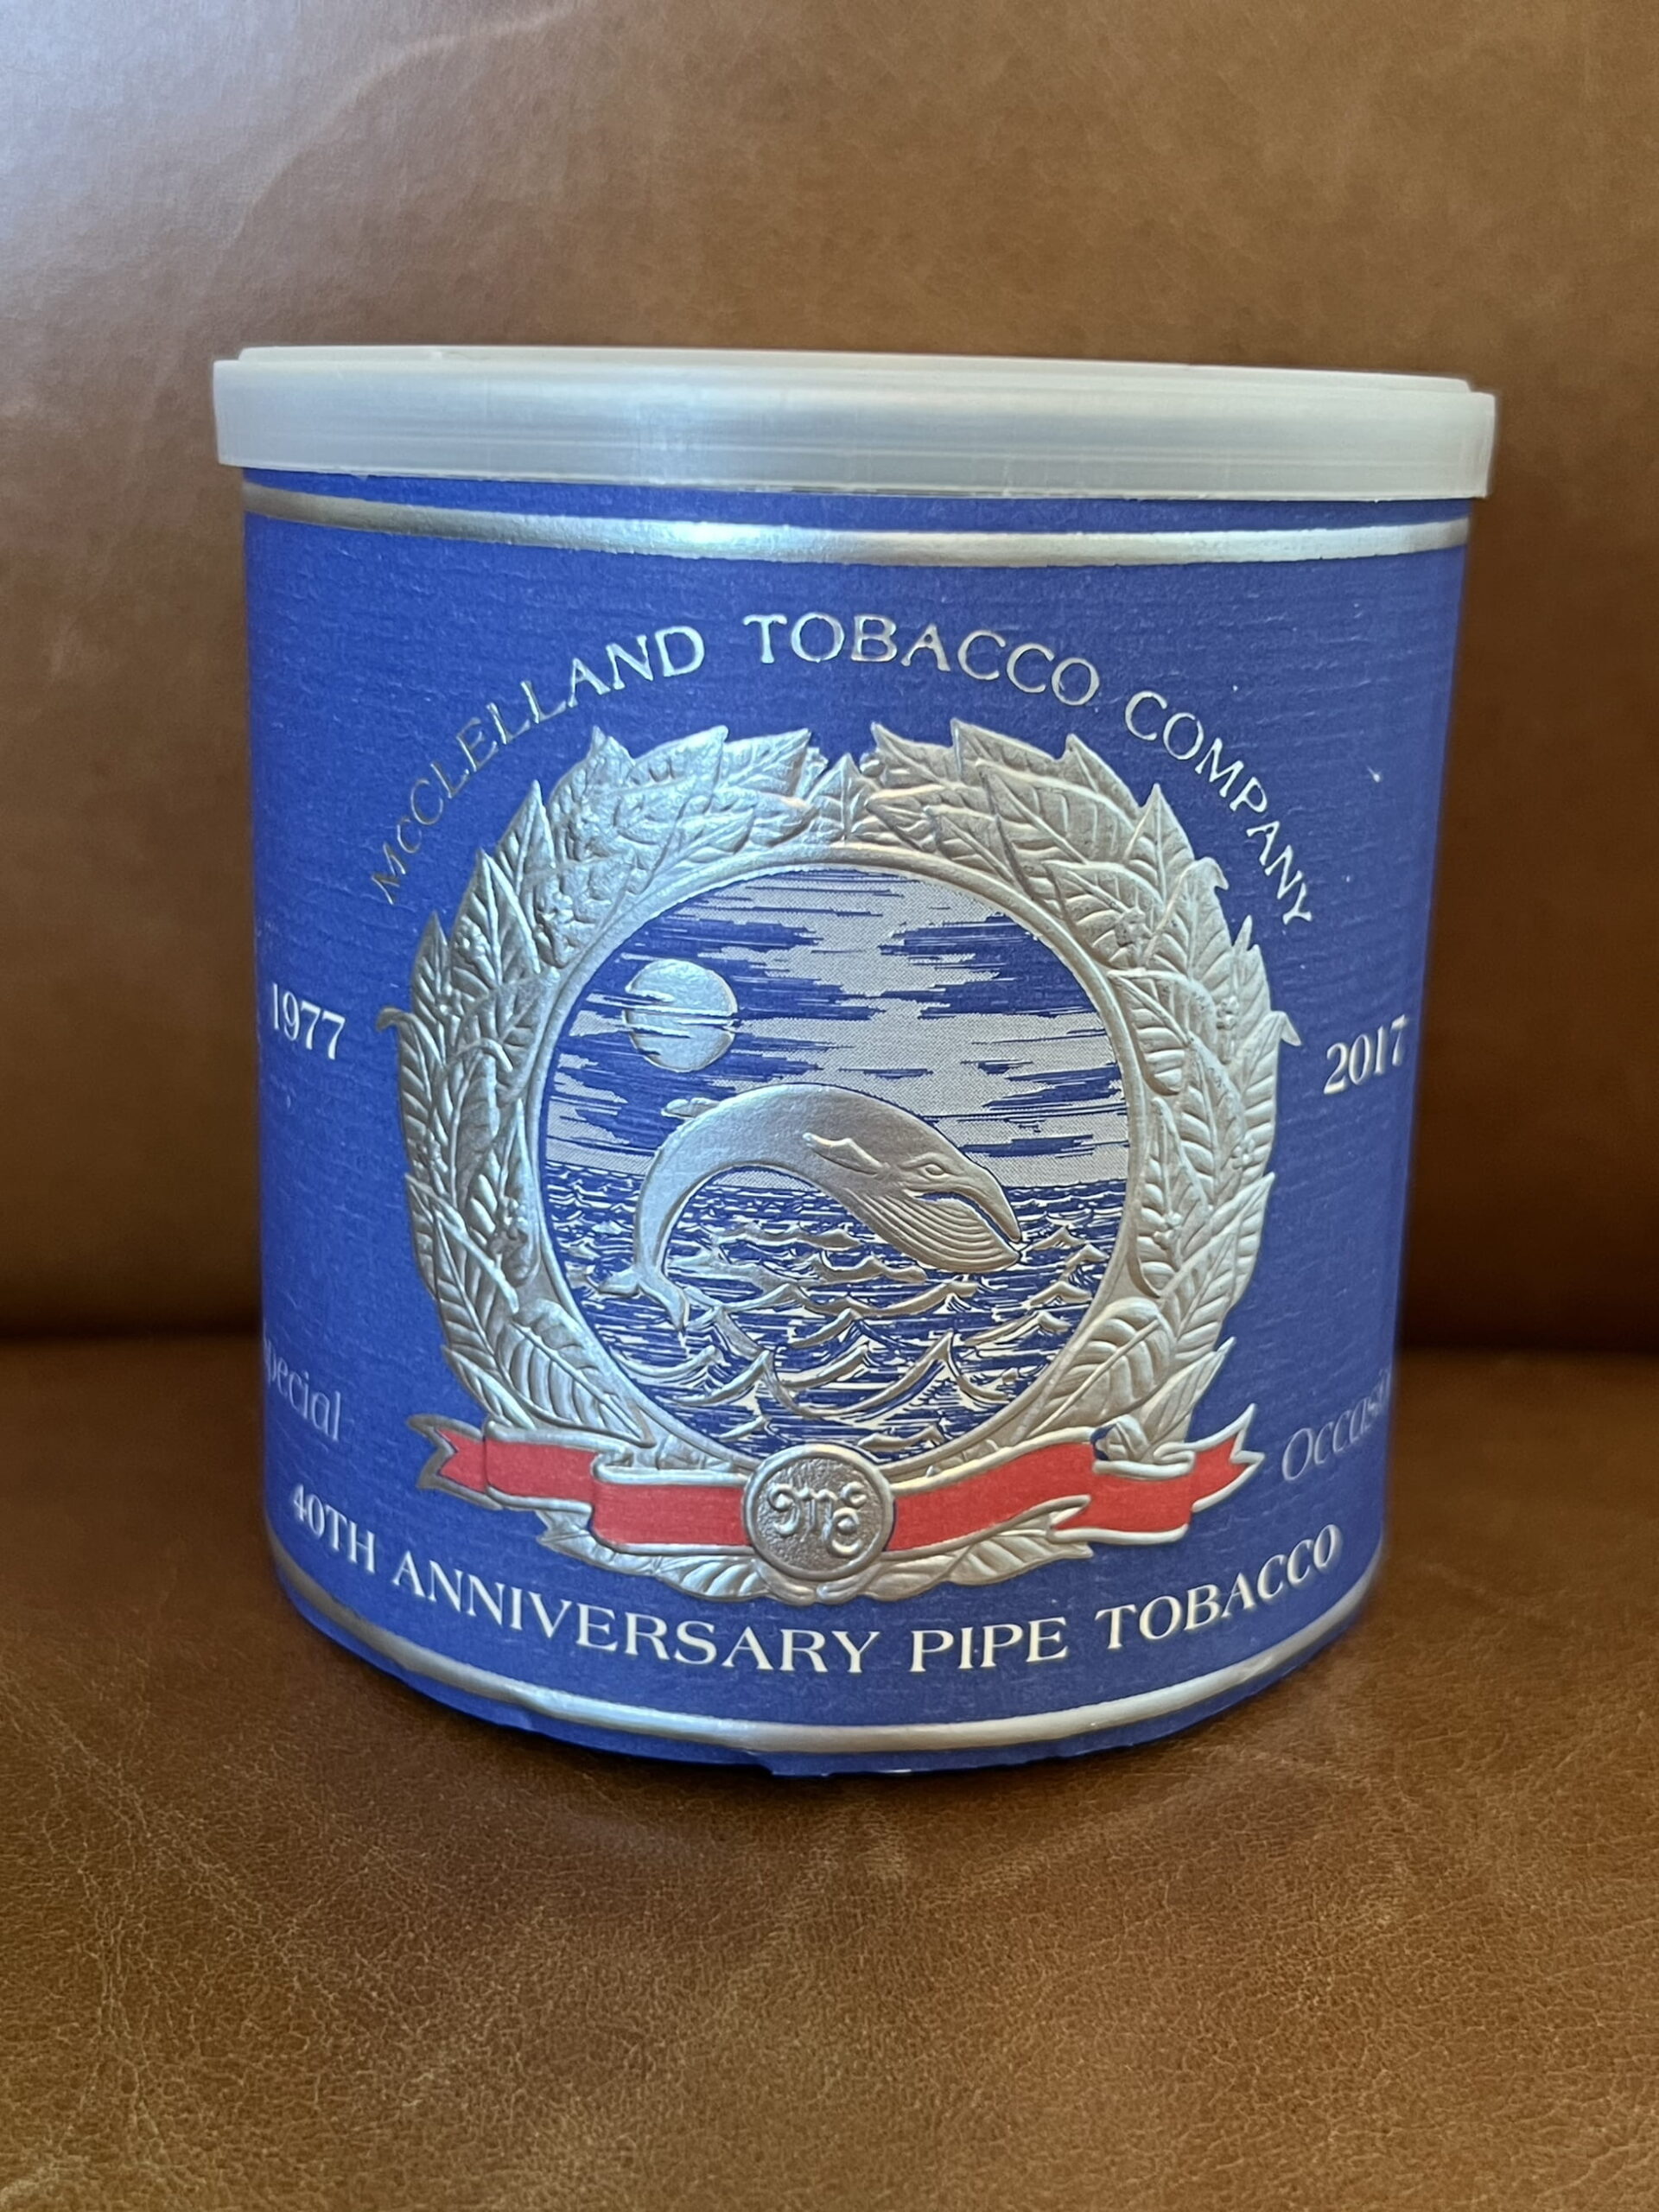 McCLELLAND TOBACCO COMPANY
1977
2017
40TH ANNIVERSARY PIPE TOBACCO